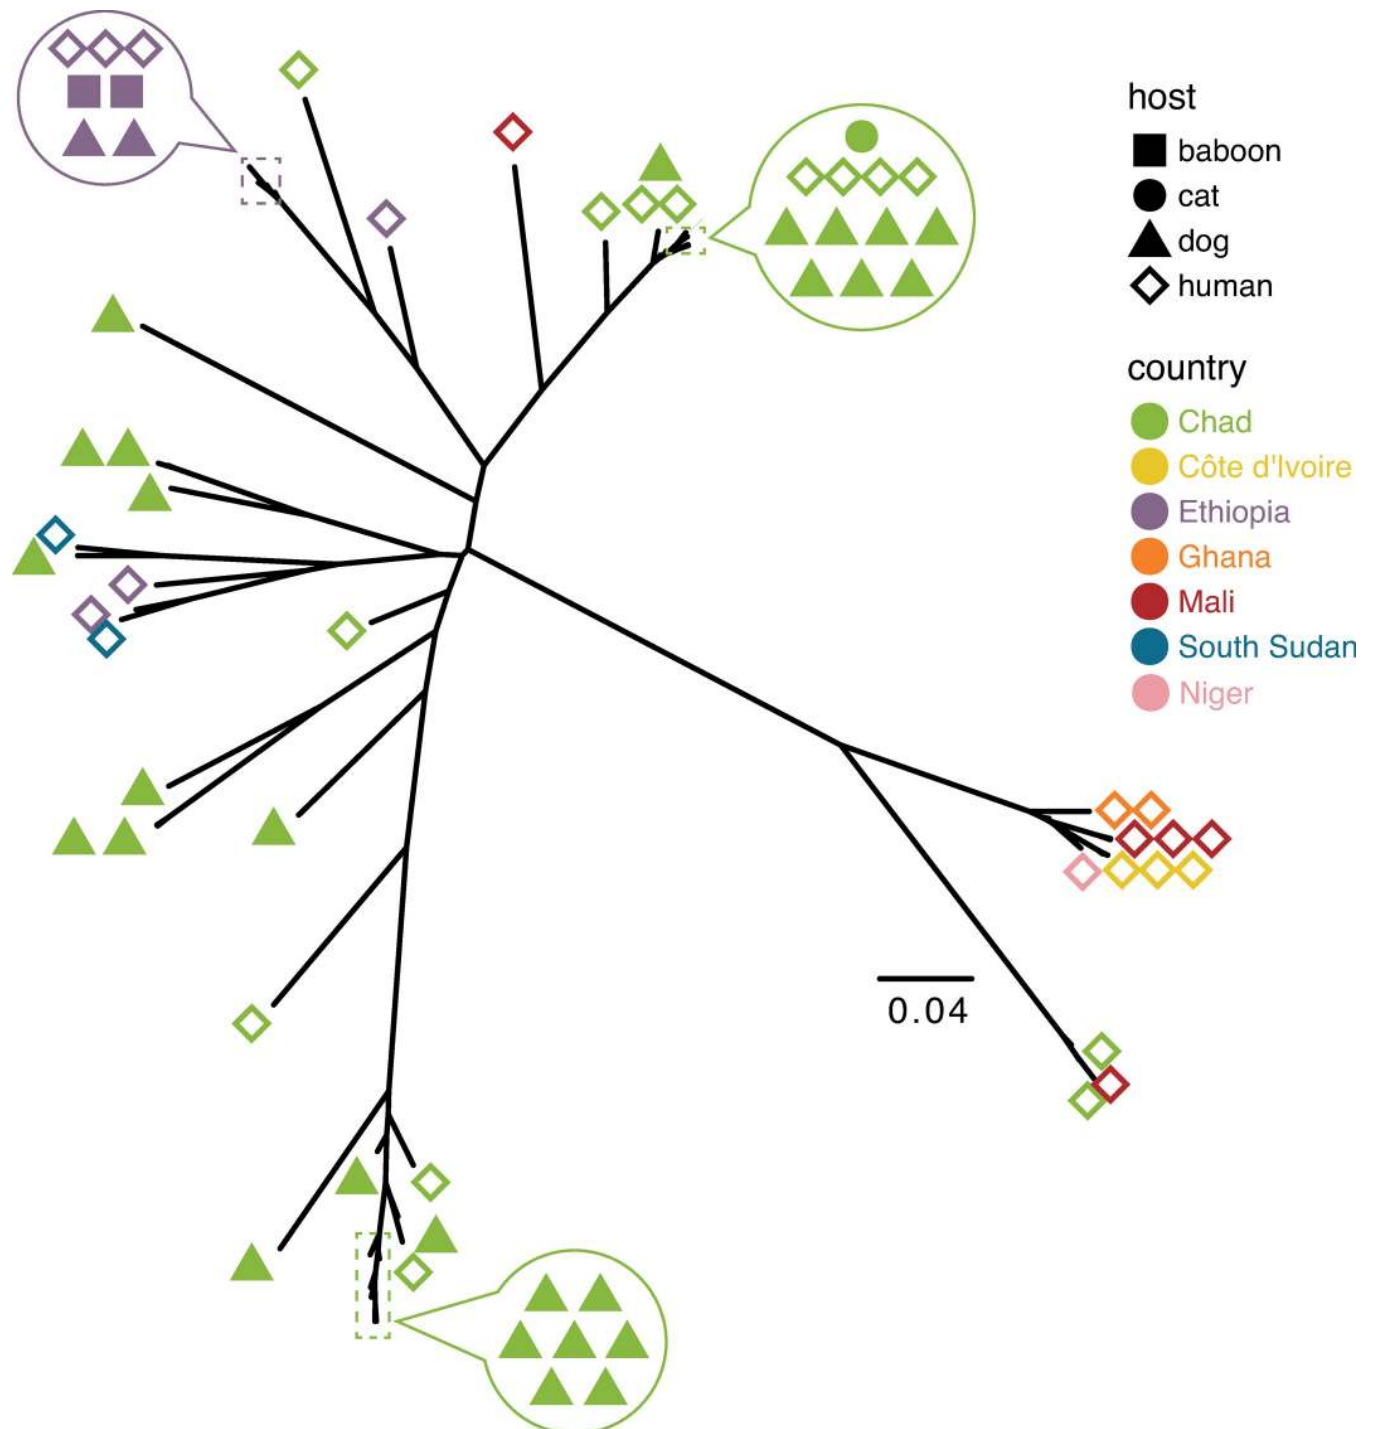 host
baboon
cat
dog
human
country
Chad
Côte d'Ivoire
Ethiopia
Ghana
Mali
South Sudan
Niger
0.04